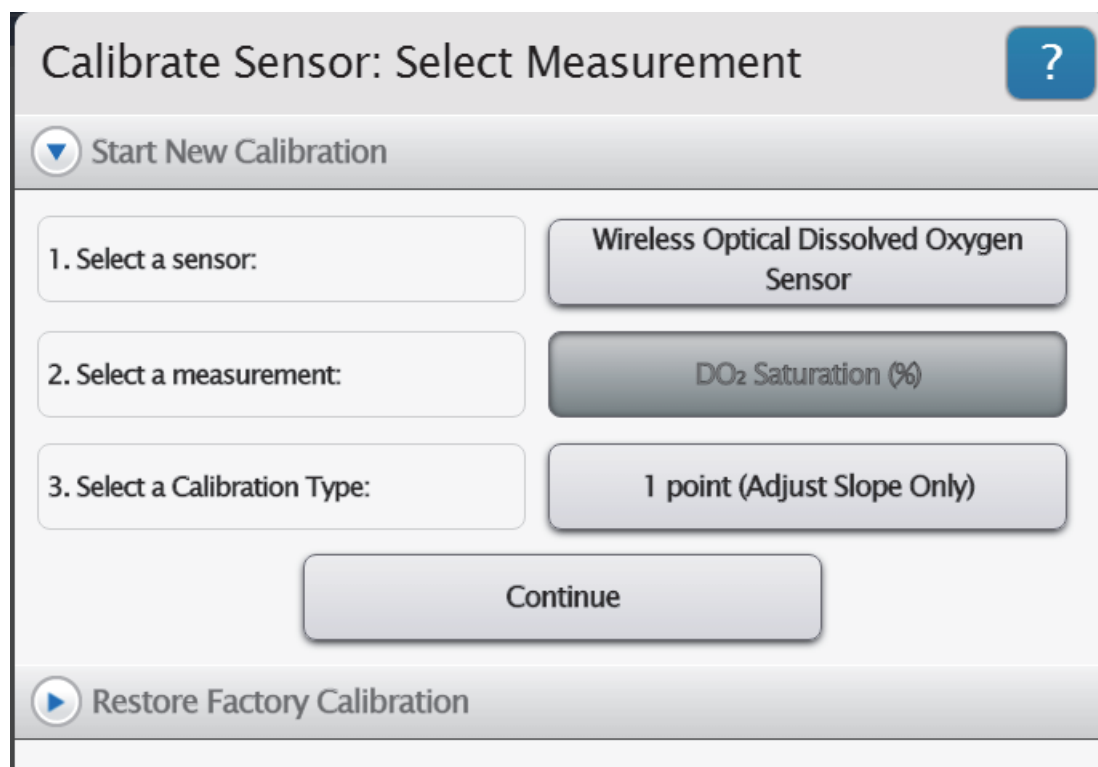 Calibrate Sensor: Select Measurement
?
Start New Calibration
1. Select a sensor:
Wireless Optical Dissolved Oxygen
Sensor
2. Select a measurement:
DO₂ Saturation (%)
3. Select a Calibration Type:
1 point (Adjust Slope Only)
Continue
Restore Factory Calibration